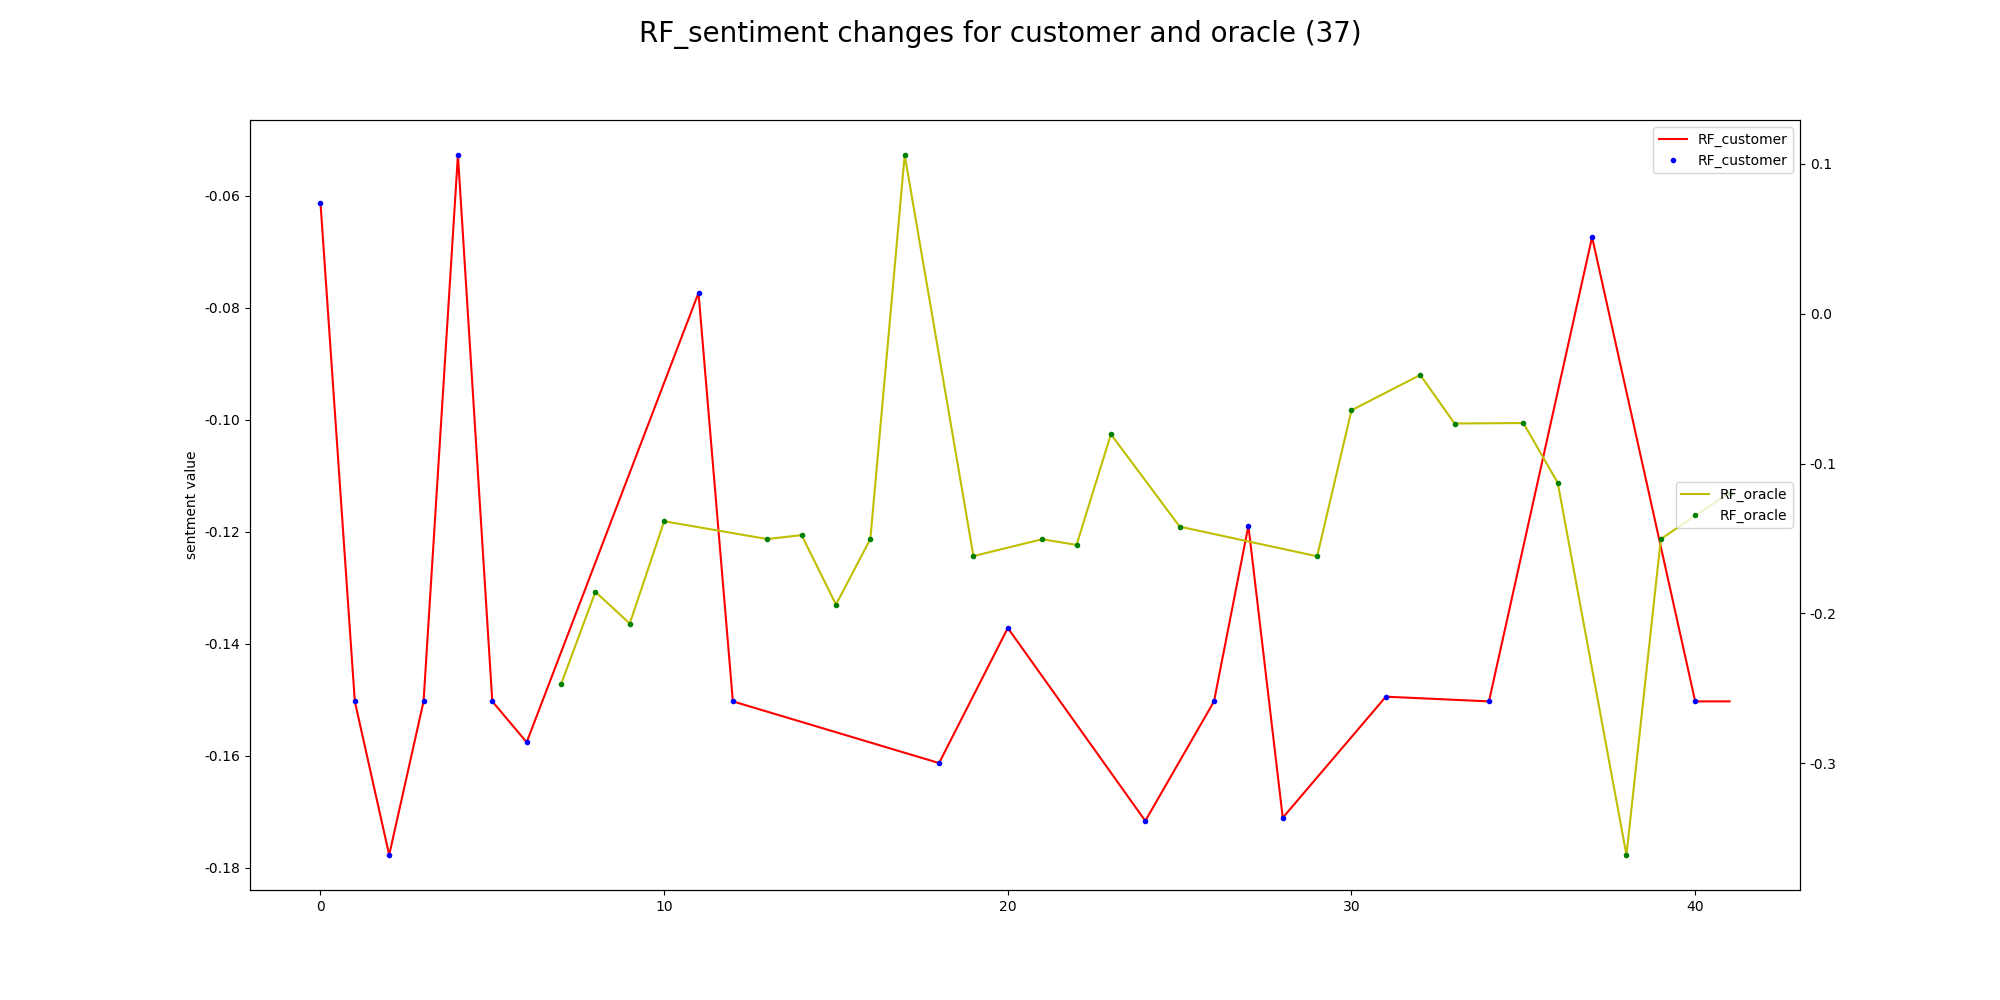 RF_sentiment changes for customer and oracle (37)
RF_customer
RF_customer
RF_oracle
RF_oracle
sentment value
-0.06
-0.08
-0.10
-0.12
-0.14
-0.16
-0.18
0.1
0.0
-0.1
-0.2
-0.3
0 10 20 30 40